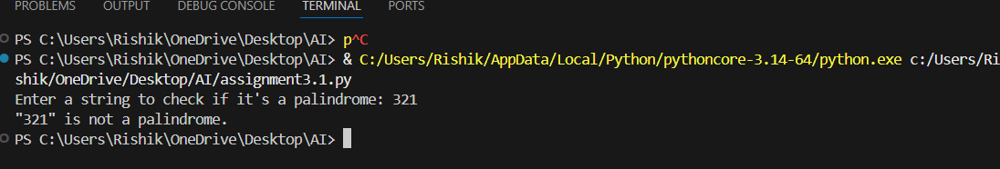 PROBLEMS OUTPUT DEBUG CONSOLE TERMINAL PORTS
PS C:\Users\Rishik\OneDrive\Desktop\AI> p^C
PS C:\Users\Rishik\OneDrive\Desktop\AI> & C:/Users/Rishik/AppData/Local/Python/pythoncore-3.14-64/python.exe c:/Users/Ri
shik/OneDrive/Desktop/AI/assignment3.1.py
Enter a string to check if it's a palindrome: 321
"321" is not a palindrome.
PS C:\Users\Rishik\OneDrive\Desktop\AI>